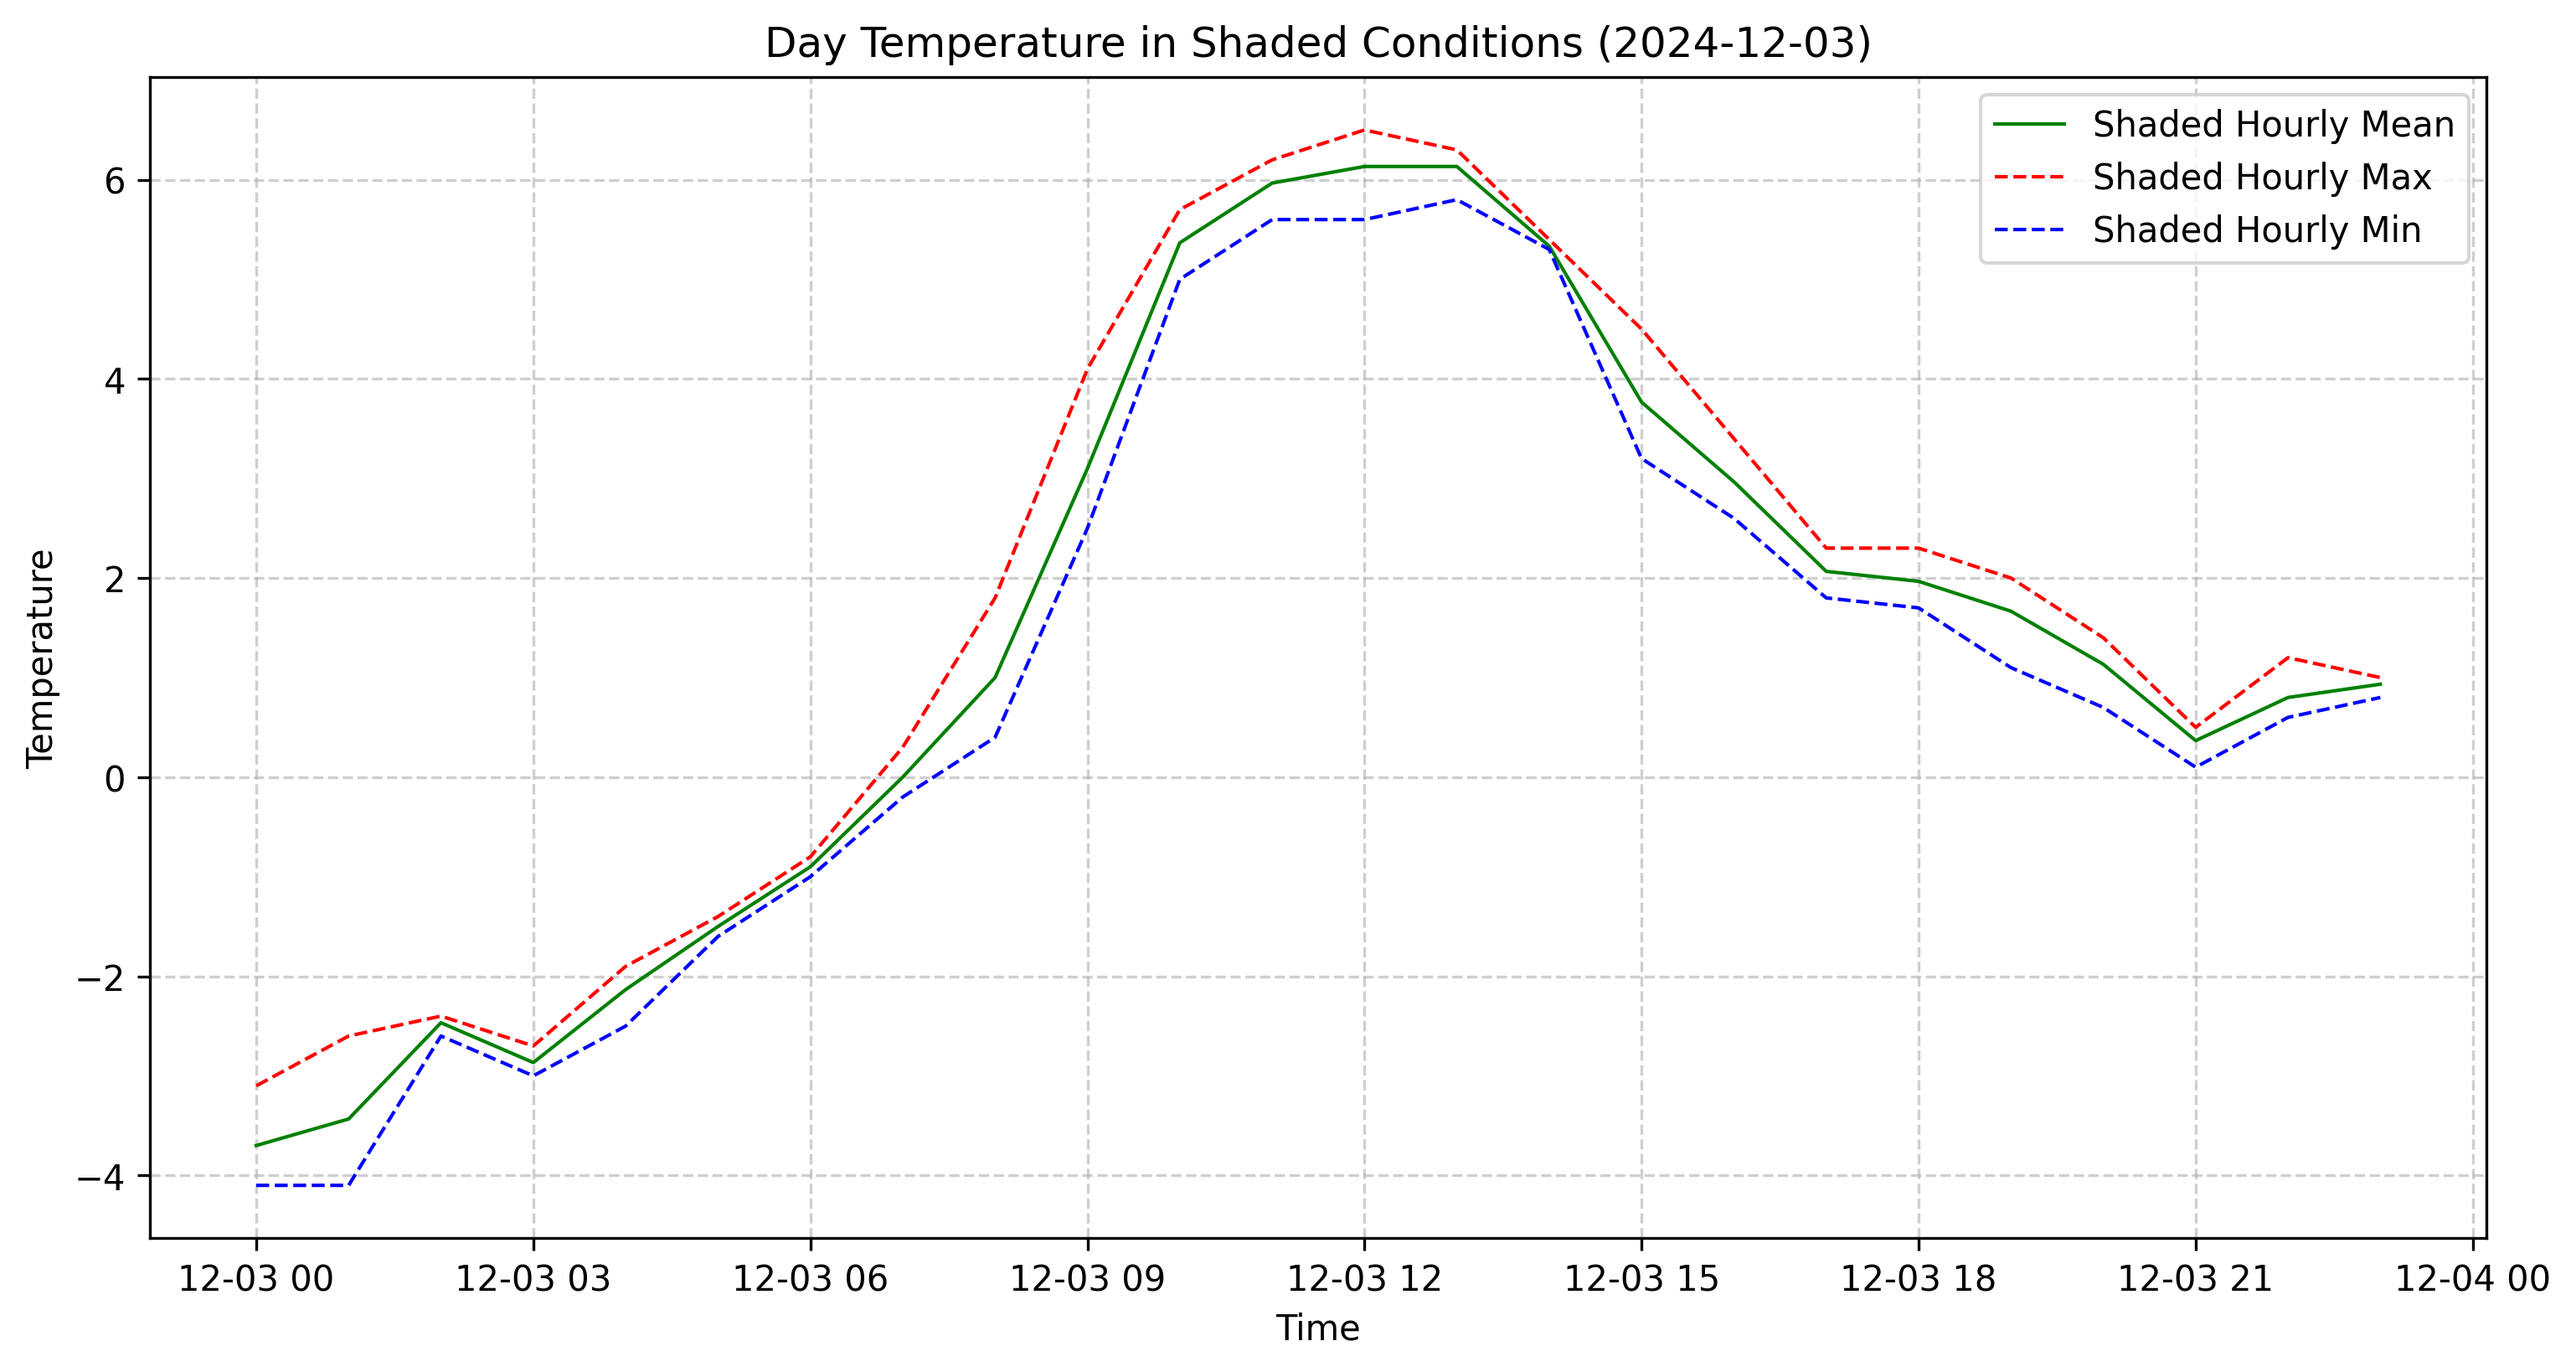 Day Temperature in Shaded Conditions (2024-12-03)
Shaded Hourly Mean
Shaded Hourly Max
Shaded Hourly Min
Temperature
6
4
2
0
−2
−4
12-03 00
12-03 03
12-03 06
12-03 09
12-03 12
12-03 15
12-03 18
12-03 21
12-04 00
Time